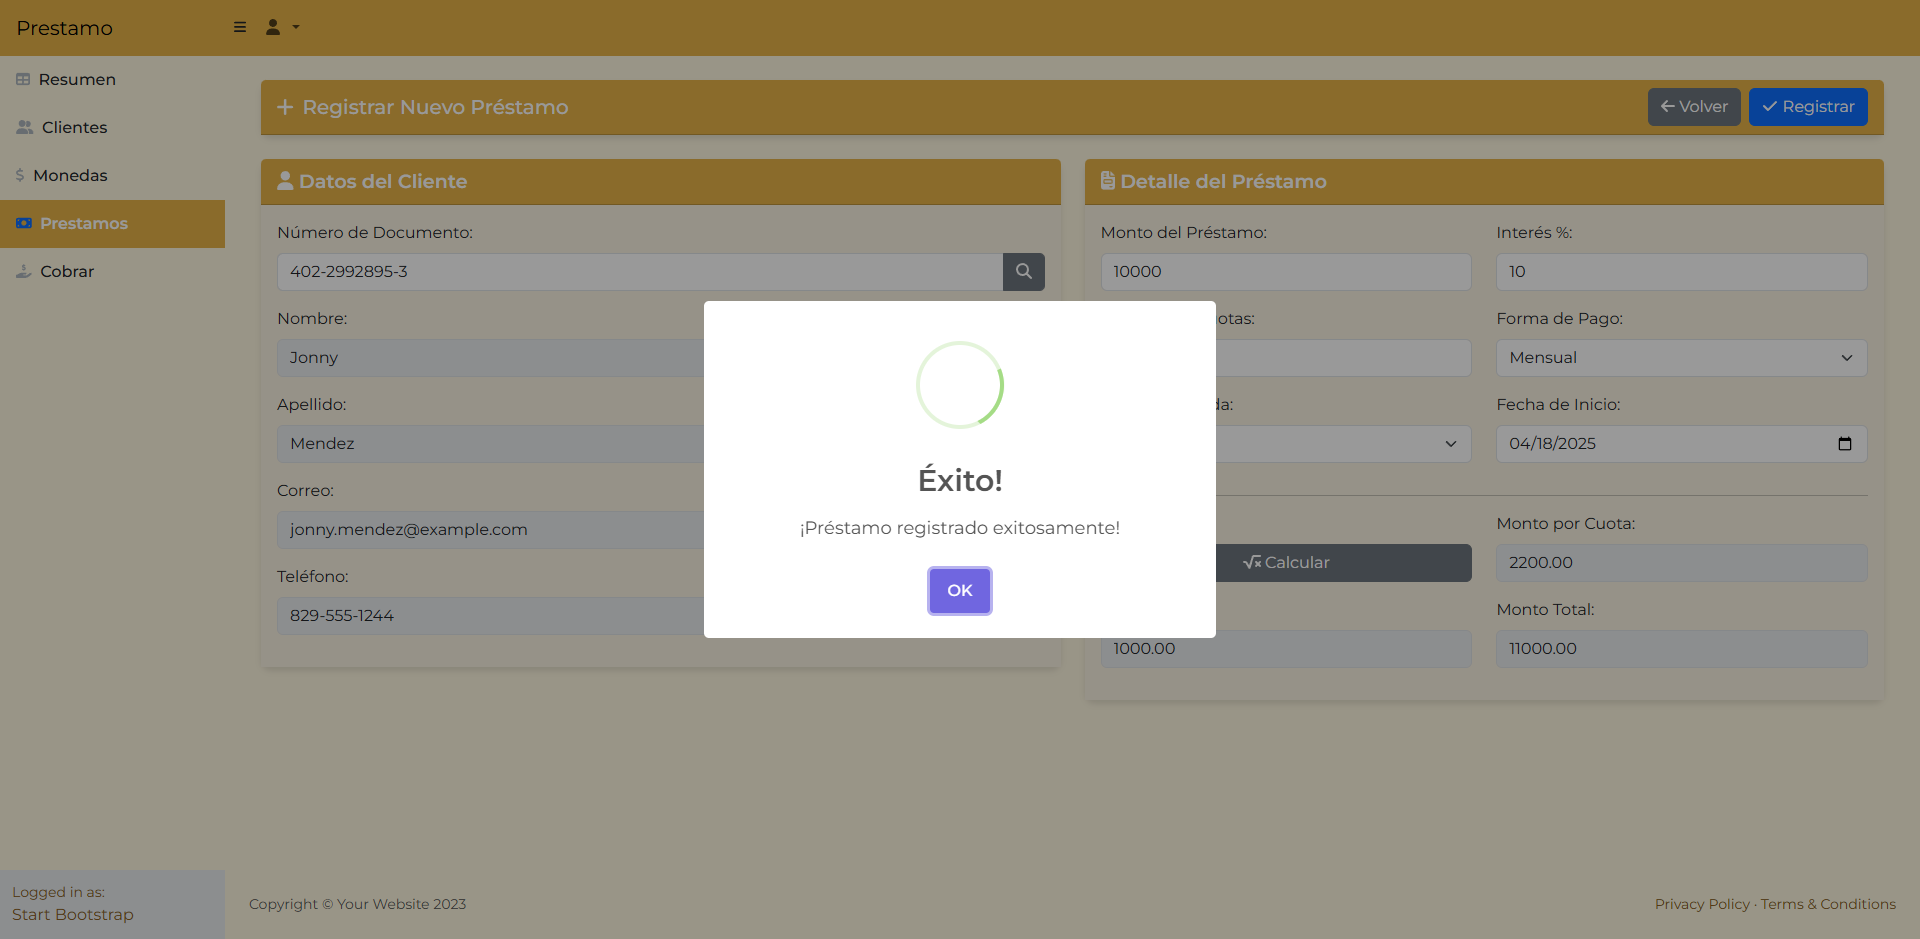 Prestamo
Resumen
Clientes
Monedas
Prestamos
Cobrar
Logged in as:
Start Bootstrap
Registrar Nuevo Préstamo
Volver
Registrar
Datos del Cliente
Número de Documento:
402-2992895-3
Nombre:
Jonny
Apellido:
Mendez
Correo:
jonny.mendez@example.com
Teléfono:
829-555-1244
Detalle del Préstamo
Monto del Préstamo:
Interés %:
10000
10
Forma de Pago:
Mensual
Fecha de Inicio:
04/18/2025
Monto por Cuota:
Calcular
2200.00
Monto Total:
1000.00
11000.00
Éxito!
¡Préstamo registrado exitosamente!
OK
Copyright © Your Website 2023
Privacy Policy · Terms & Conditions